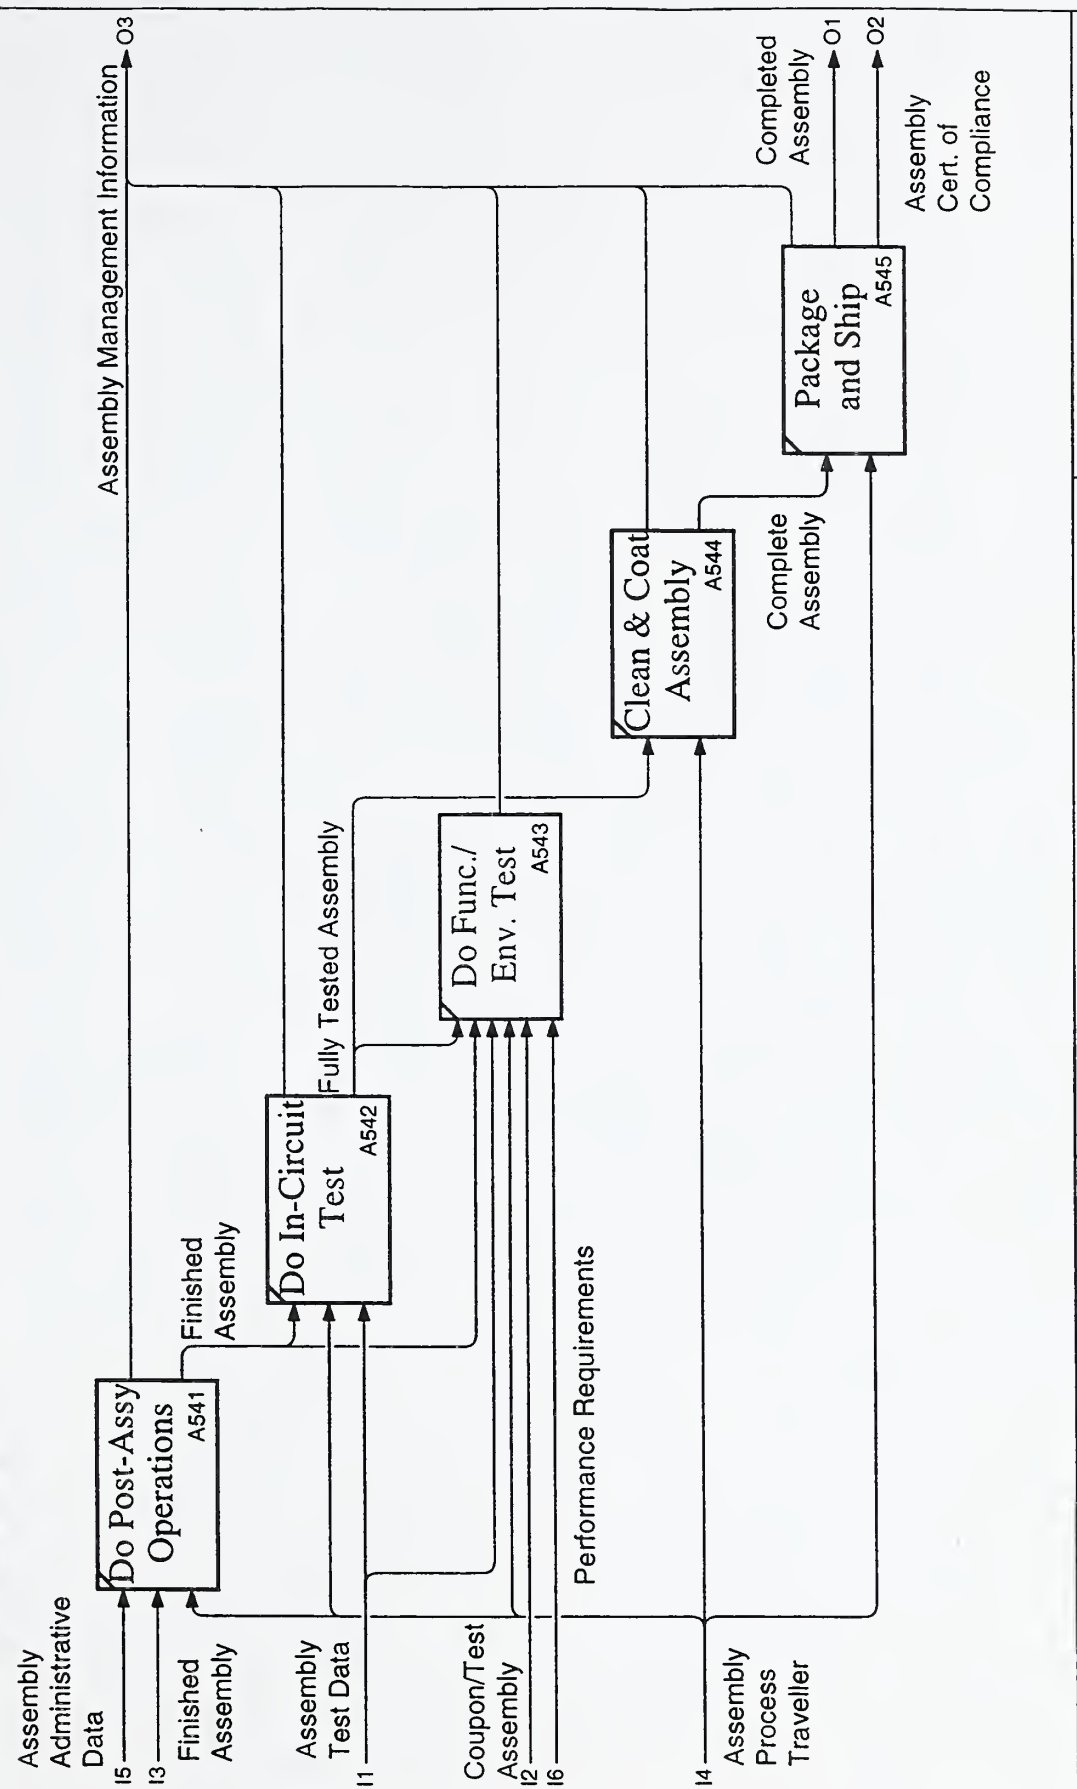 Assembly
Administrative
Data
I5
I3
Finished
Assembly
Do Post-Assy
Operations
A541
Assembly Management Information
O3
Finished
Assembly
Assembly
Test Data
I1
Do In-Circuit
Test
A542
Fully Tested Assembly
Coupon/Test
Assembly
I2
I6
Performance Requirements
Do Func./
Env. Test
A543
I4
Assembly
Process
Traveller
Clean & Coat
Assembly
A544
Complete
Assembly
Package
and Ship
A545
Completed
Assembly
O1
O2
Assembly
Cert. of
Compliance